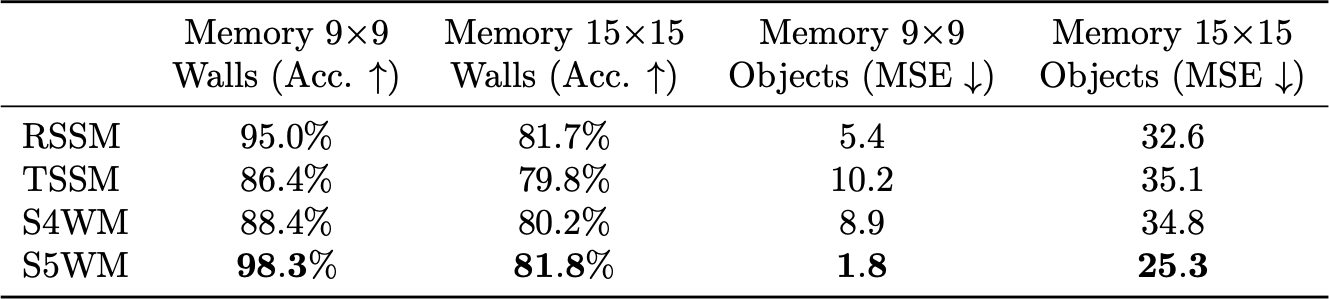 Memory 9×9 Memory 15×15 Memory 9×9 Memory 15×15
Walls (Acc. ↑) Walls (Acc. ↑) Objects (MSE ↓) Objects (MSE ↓)
RSSM 95.0% 81.7% 5.4 32.6
TSSM 86.4% 79.8% 10.2 35.1
S4WM 88.4% 80.2% 8.9 34.8
S5WM 98.3% 81.8% 1.8 25.3